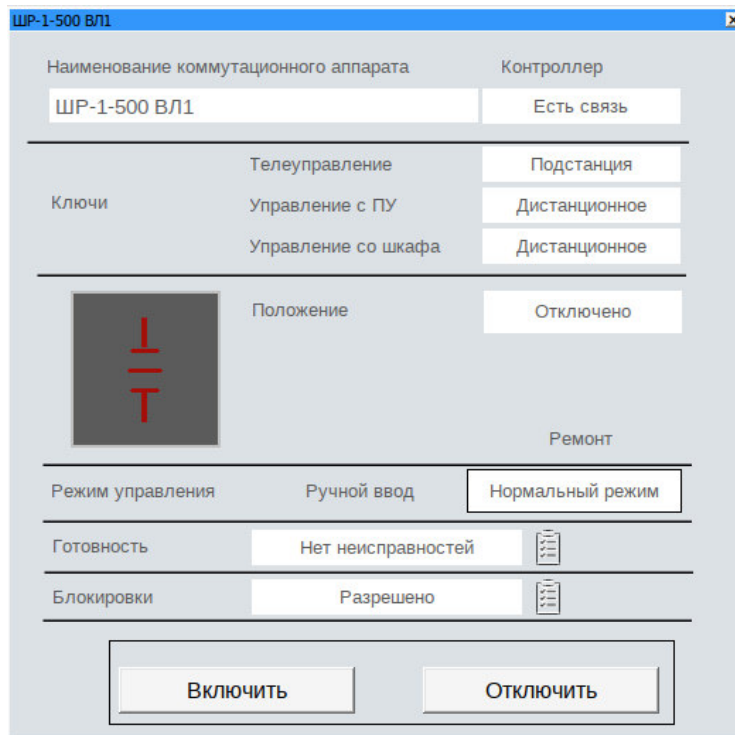 ШР-1-500 ВЛ1
Наименование коммутационного аппарата Контроллер
ШР-1-500 ВЛ1 Есть связь
Телеуправление Подстанция
Ключи Управление с ПУ Дистанционное
Управление со шкафа Дистанционное
Положение Отключено
Ремонт
Режим управления Ручной ввод Нормальный режим
Готовность Нет неисправностей
Блокировки Разрешено
Включить Отключить